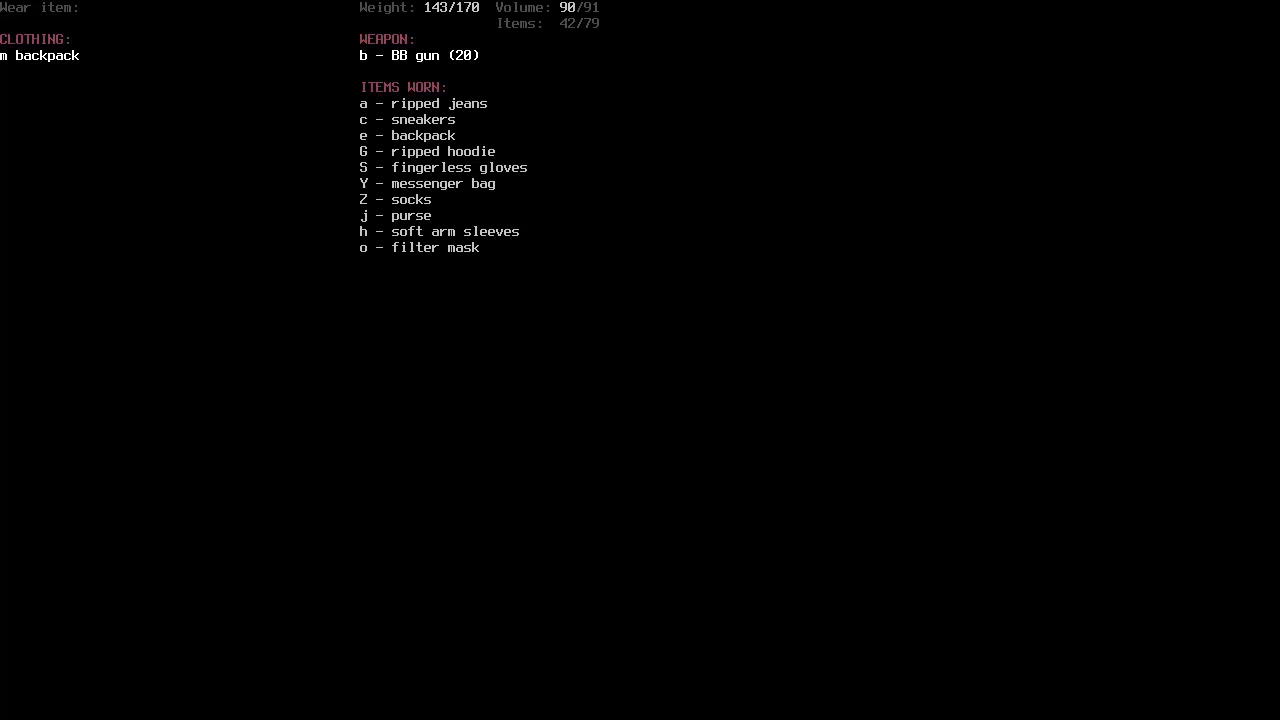 Wear item: Weight: 143/170 Volume: 90/91
Items: 42/79
CLOTHING: WEAPON:
m backpack b - BB gun (20)
ITEMS WORN:
a - ripped jeans
c - sneakers
e - backpack
G - ripped hoodie
S - fingerless gloves
Y - messenger bag
Z - socks
j - purse
h - soft arm sleeves
o - filter mask